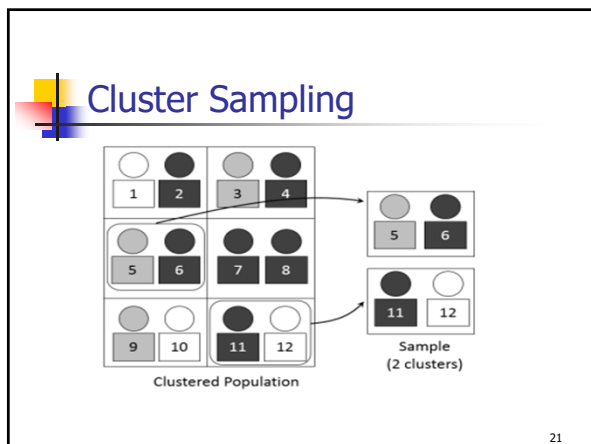 Cluster Sampling
1 2 3 4
5 6
5 6 7 8
11 12
9 10 11 12
Sample
(2 clusters)
Clustered Population
21